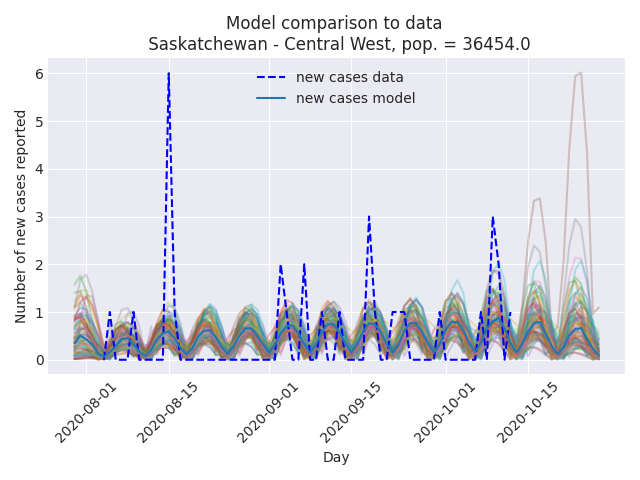 Model comparison to data
Saskatchewan - Central West, pop. = 36454.0
new cases data
new cases model
Number of new cases reported
6
5
4
3
2
1
0
2020-08-01
2020-08-15
2020-09-01
2020-09-15
2020-10-01
2020-10-15
Day